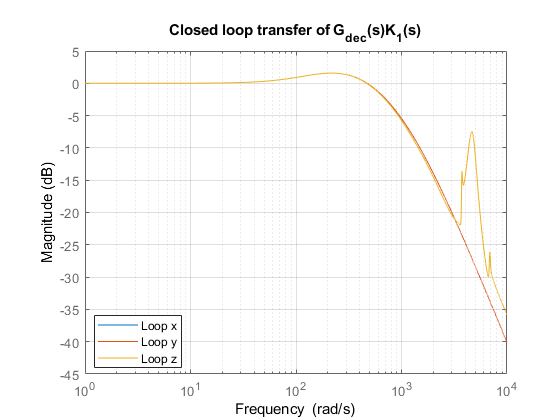 Closed loop transfer of G_dec(s)K_1(s)
Magnitude (dB)
5
0
-5
-10
-15
-20
-25
-30
-35
-40
-45
Loop x
Loop y
Loop z
10^0
10^1
10^2
10^3
10^4
Frequency (rad/s)